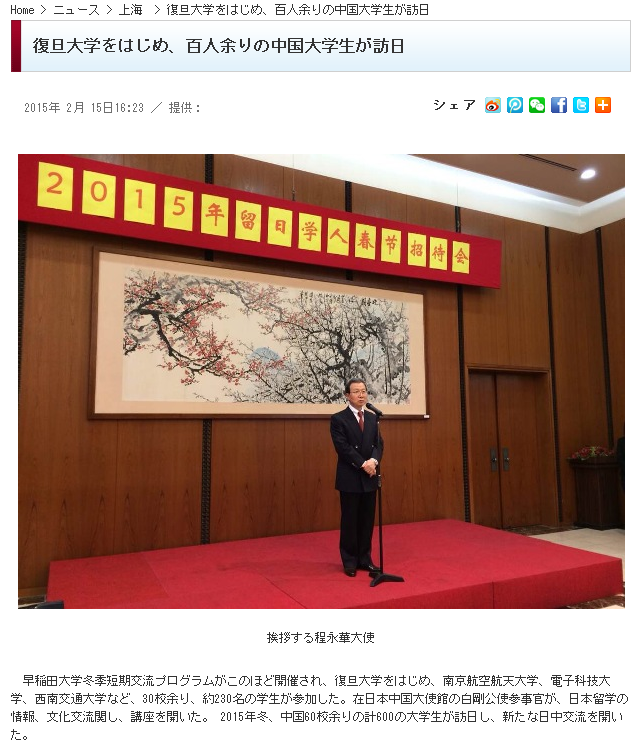 Home > ニュース > 上海 > 復旦大学をはじめ、百人余りの中国大学生が訪日
復旦大学をはじめ、百人余りの中国大学生が訪日
2015年 2月 15日16:23 ／ 提供：
シェア
2015年留日学人春节招待会
挨拶する程永華大使
早稲田大学冬季短期交流プログラムがこのほど開催され、復旦大学をはじめ、南京航空航天大学、電子科技大
学、西南交通大学など、30校余り、約230名の学生が参加した。在日本中国大使館の白剛公使参事官が、日本留学の
情報、文化交流関し、講座を開いた。 2015年冬、中国60校余りの計600の大学生が訪日し、新たな日中交流を開い
た。